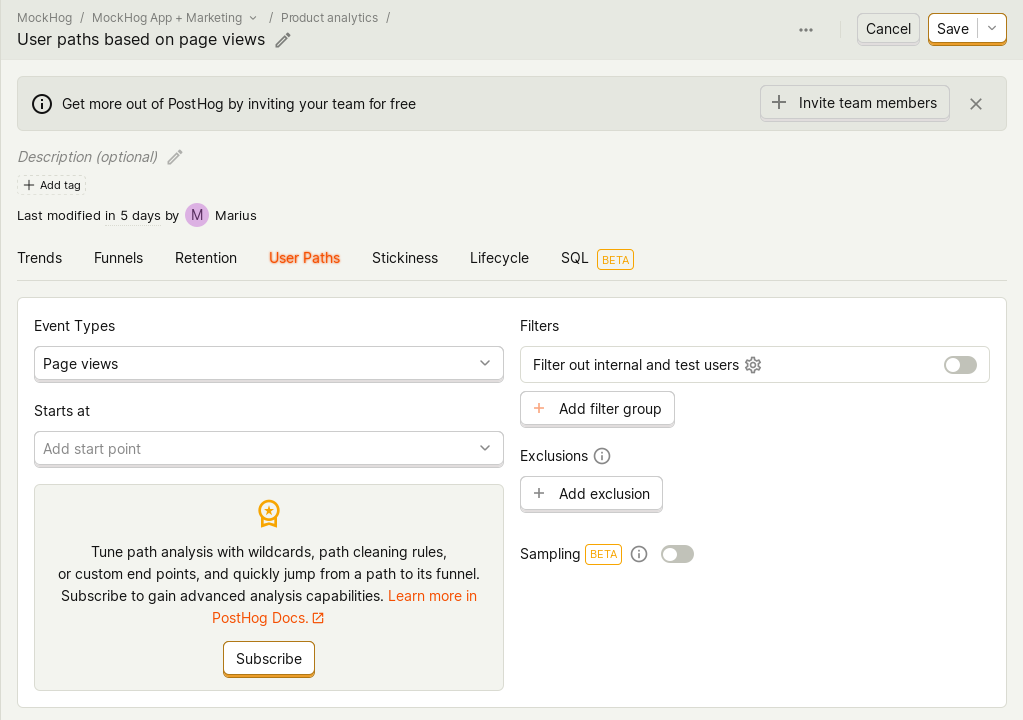 MockHog / MockHog App + Marketing / Product analytics /
User paths based on page views
Cancel
Save
Get more out of PostHog by inviting your team for free
Invite team members
Description (optional)
Add tag
Last modified in 5 days by M Marius
Trends Funnels Retention User Paths Stickiness Lifecycle SQL BETA
Event Types
Page views
Starts at
Add start point
Tune path analysis with wildcards, path cleaning rules,
or custom end points, and quickly jump from a path to its funnel.
Subscribe to gain advanced analysis capabilities. Learn more in
PostHog Docs.
Subscribe
Filters
Filter out internal and test users
Add filter group
Exclusions
Add exclusion
Sampling BETA